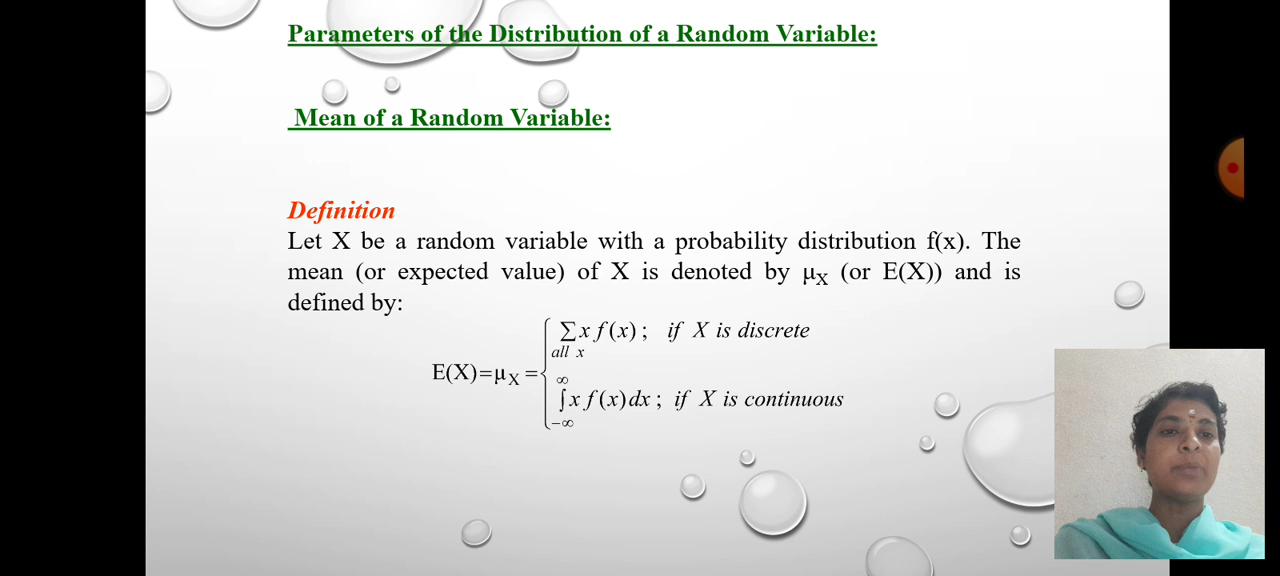 Parameters of the Distribution of a Random Variable:
Mean of a Random Variable:
Definition
Let X be a random variable with a probability distribution f(x). The
mean (or expected value) of X is denoted by μX (or E(X)) and is
defined by:
∑ x f(x) ; if X is discrete
all x
E(X)=μX =
∞
∫ x f(x) dx ; if X is continuous
−∞